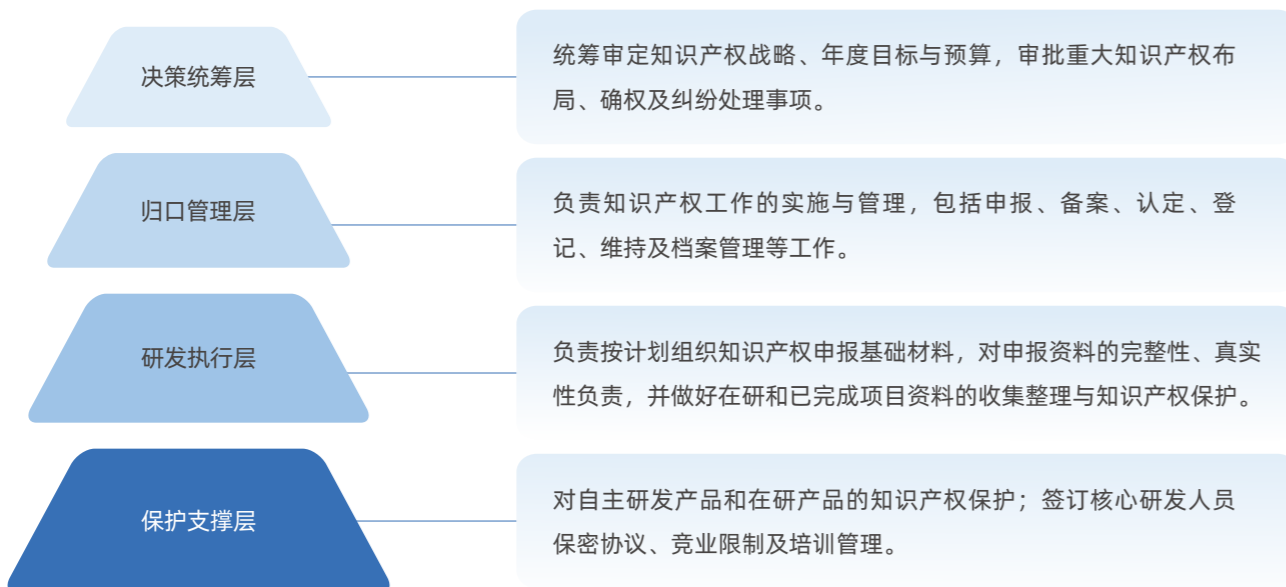 决策统筹层
统筹审定知识产权战略、年度目标与预算，审批重大知识产权布
局、确权及纠纷处理事项。
归口管理层
负责知识产权工作的实施与管理，包括申报、备案、认定、登
记、维持及档案管理等工作。
研发执行层
负责按计划组织知识产权申报基础材料，对申报资料的完整性、真实
性负责，并做好在研和已完成项目资料的收集整理与知识产权保护。
保护支撑层
对自主研发产品和在研产品的知识产权保护；签订核心研发人员
保密协议、竞业限制及培训管理。